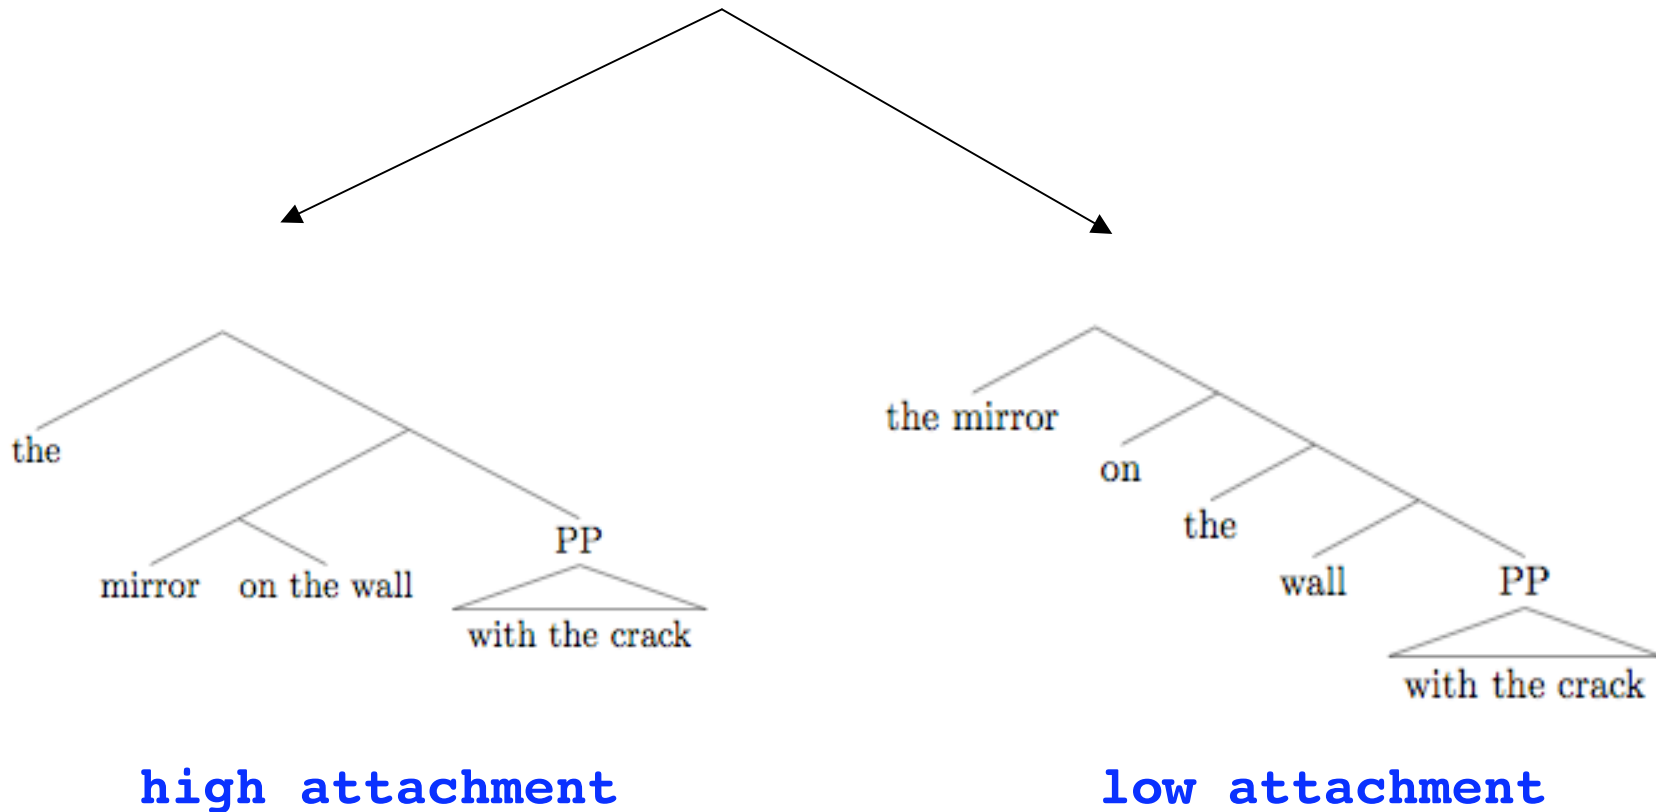 the
mirror on the wall
PP
with the crack
high attachment
the mirror
on
the
wall
PP
with the crack
low attachment